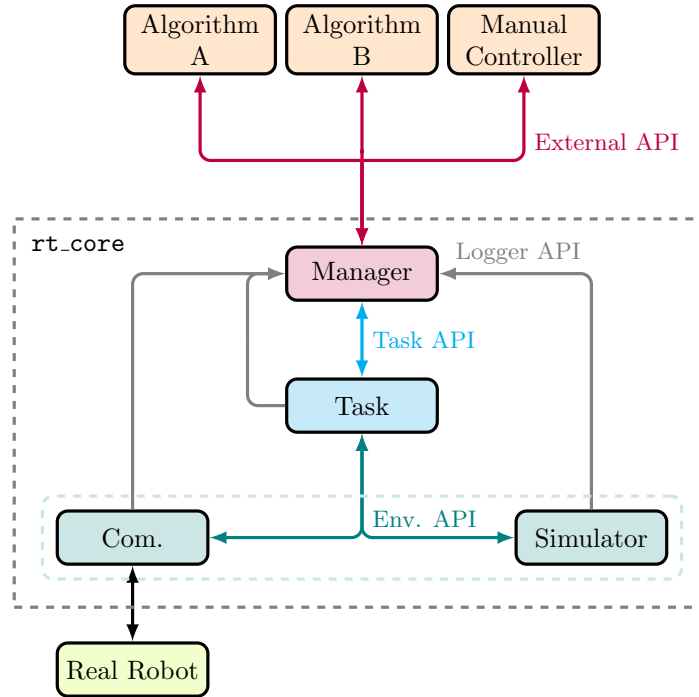 Algorithm
A
Algorithm
B
Manual
Controller
External API
rt_core
Manager
Logger API
Task API
Task
Env. API
Com.
Simulator
Real Robot